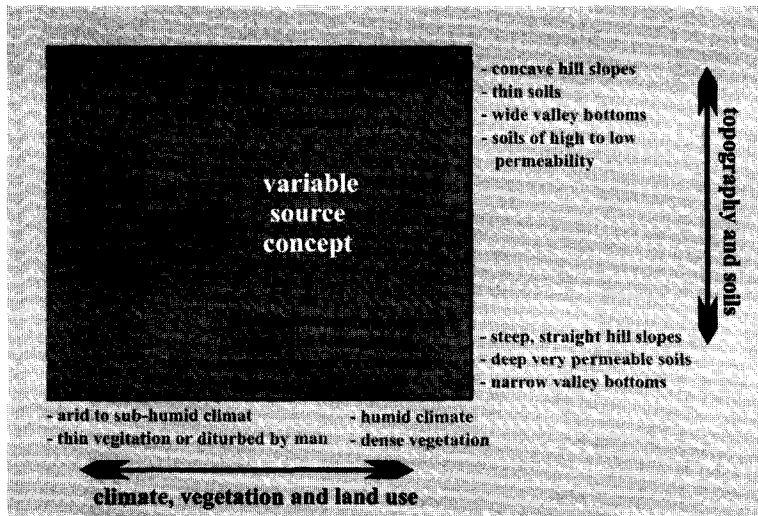 - concave hill slopes
- thin soils
- wide valley bottoms
- soils of high to low
permeability
variable
source
concept
topography and soils
- steep, straight hill slopes
- deep very permeable soils
- narrow valley bottoms
- arid to sub-humid climat
- thin vegitation or diturbed by man
- humid climate
- dense vegetation
climate, vegetation and land use